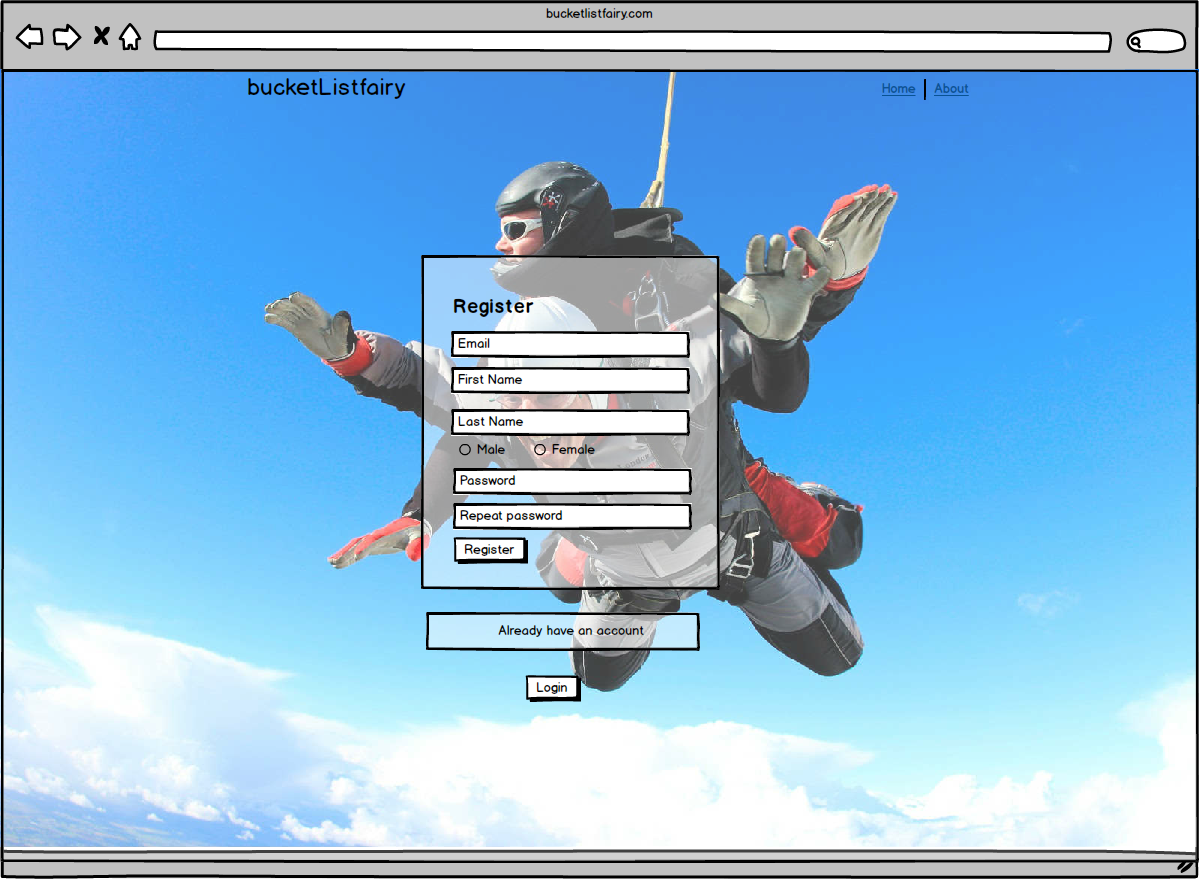 bucketlistfairy.com
bucketListfairy
Home
About
Register
Email
First Name
Last Name
Male
Female
Password
Repeat password
Register
Already have an account
Login